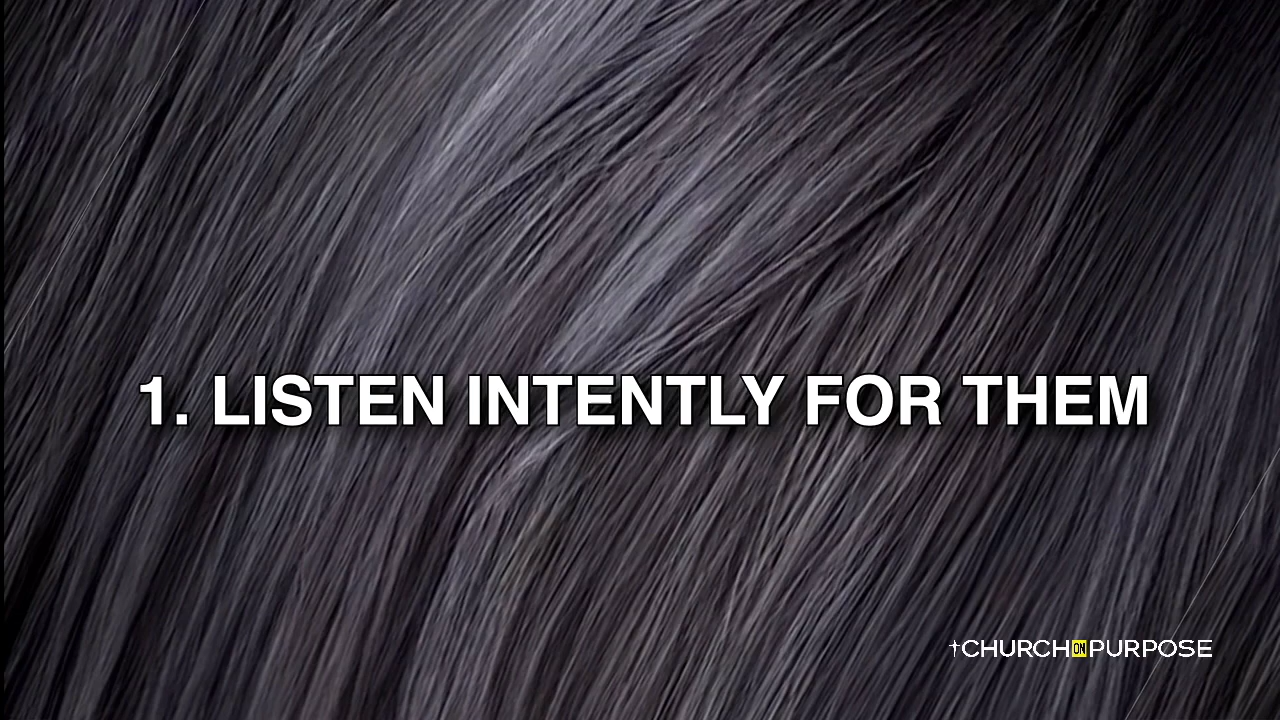 1. LISTEN INTENTLY FOR THEM
CHURCH ON PURPOSE